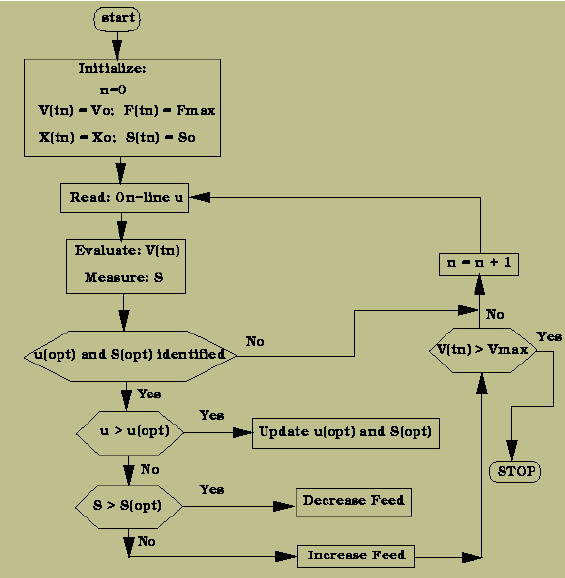 start
Initialize:
n=0
V(tn) = Vo; F(tn) = Fmax
X(tn) = Xo; S(tn) = So
Read: On-line u
Evaluate: V(tn)
Measure: S
n = n + 1
No
u(opt) and S(opt) identified
No
V(tn) > Vmax
Yes
Yes
u > u(opt)
Yes
Update u(opt) and S(opt)
No
STOP
S > S(opt)
Yes
Decrease Feed
No
Increase Feed